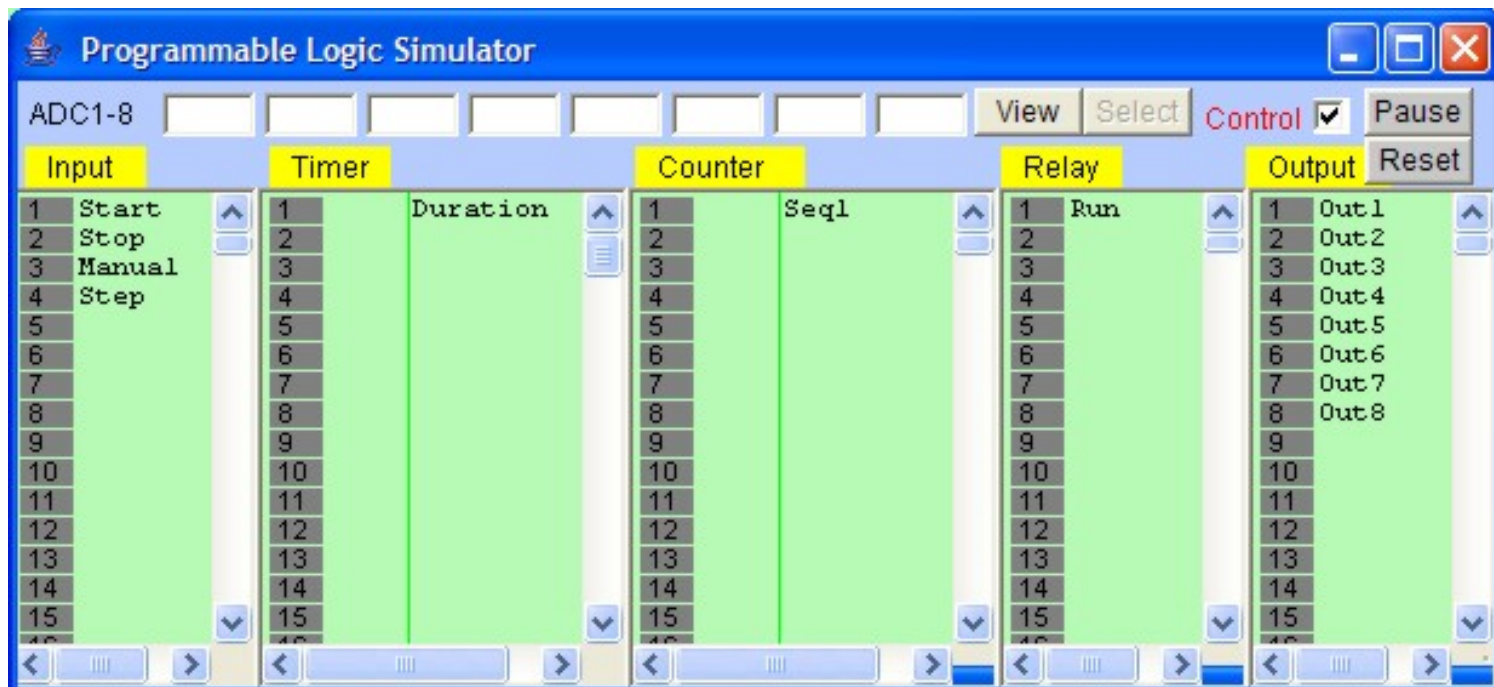 Programmable Logic Simulator
ADC1-8 View Select Control Pause
Reset
Input Timer Counter Relay Output
1 Start 1 Duration 1 Seq1 1 Run 1 Out1
2 Stop 2 2 2 2 Out2
3 Manual 3 3 3 3 Out3
4 Step 4 4 4 4 Out4
5 5 5 5 5 Out5
6 6 6 6 6 Out6
7 7 7 7 7 Out7
8 8 8 8 8 Out8
9 9 9 9 9
10 10 10 10 10
11 11 11 11 11
12 12 12 12 12
13 13 13 13 13
14 14 14 14 14
15 15 15 15 15